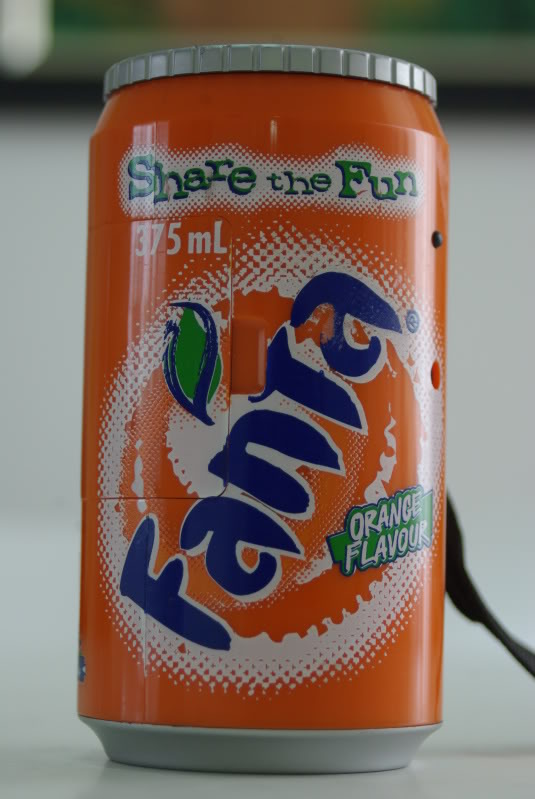 Share the Fun
375 mL
Fanta®
ORANGE
FLAVOUR